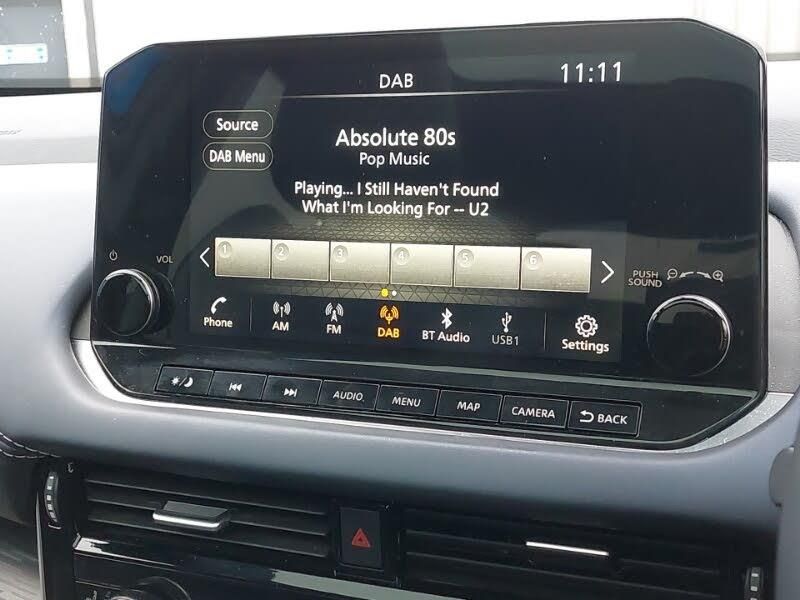 DAB
11:11
Source
Absolute 80s
DAB Menu
Pop Music
Playing... I Still Haven't Found
What I'm Looking For -- U2
1 2 3 4 5 6
VOL
PUSH
SOUND
Phone
AM
FM
DAB
BT Audio
USB1
Settings
AUDIO
MENU
MAP
CAMERA
BACK